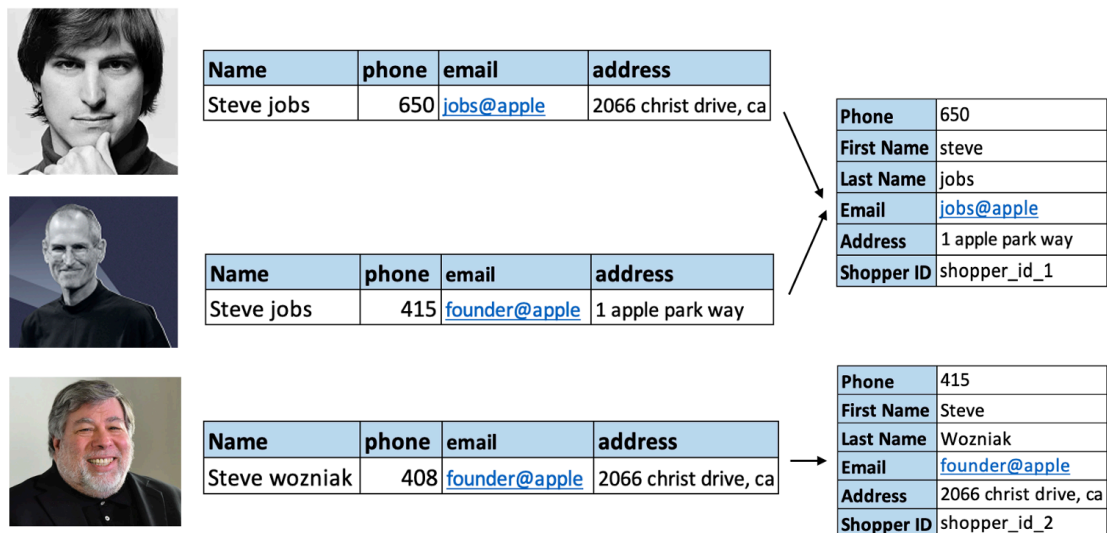 Name phone email address
Steve jobs 650 jobs@apple 2066 christ drive, ca
Phone 650
First Name steve
Last Name jobs
Email jobs@apple
Address 1 apple park way
Shopper ID shopper_id_1
Name phone email address
Steve jobs 415 founder@apple 1 apple park way
Name phone email address
Steve wozniak 408 founder@apple 2066 christ drive, ca
Phone 415
First Name Steve
Last Name Wozniak
Email founder@apple
Address 2066 christ drive, ca
Shopper ID shopper_id_2